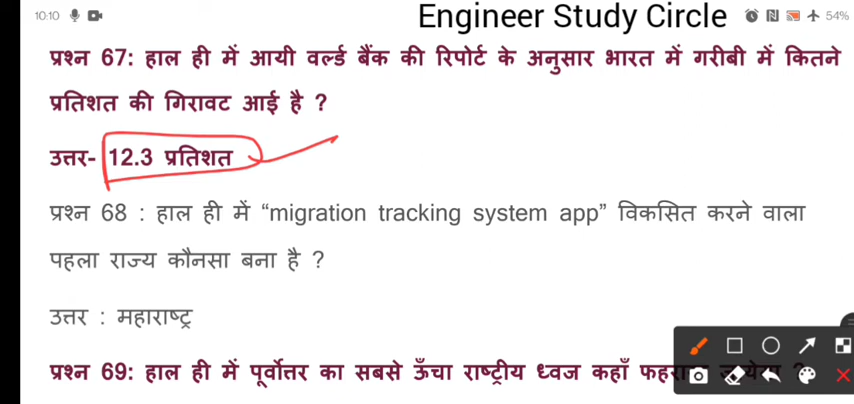 10:10
Engineer Study Circle
54%
प्रश्न 67: हाल ही में आयी वर्ल्ड बैंक की रिपोर्ट के अनुसार भारत में गरीबी में कितने
प्रतिशत की गिरावट आई है ?
उत्तर- 12.3 प्रतिशत
प्रश्न 68 : हाल ही में “migration tracking system app” विकसित करने वाला
पहला राज्य कौनसा बना है ?
उत्तर : महाराष्ट्र
प्रश्न 69: हाल ही में पूर्वोत्तर का सबसे ऊँचा राष्ट्रीय ध्वज कहाँ